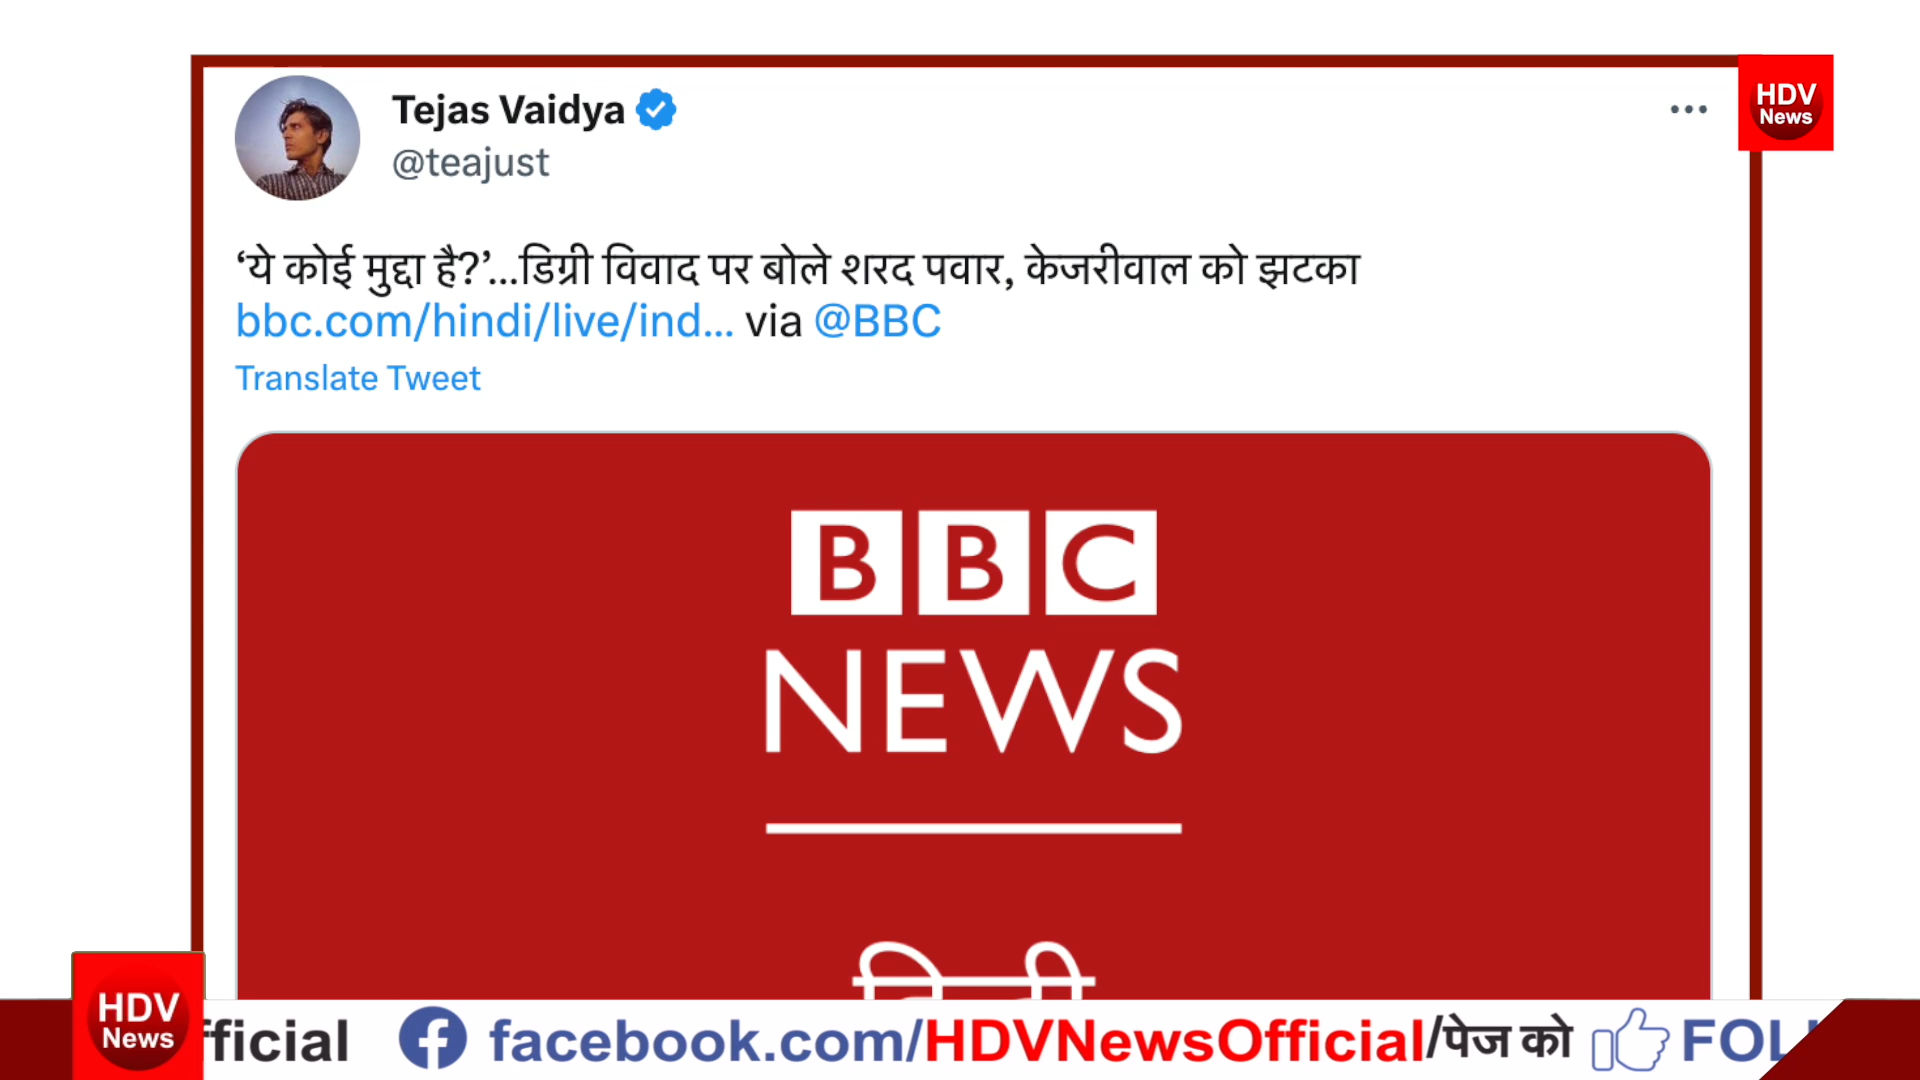 Tejas Vaidya
@teajust
HDV
News
‘ये कोई मुद्दा है?’...डिग्री विवाद पर बोले शरद पवार, केजरीवाल को झटका
bbc.com/hindi/live/ind... via @BBC
Translate Tweet
BBC
NEWS
हिन्दी
HDV
News
fficial facebook.com/HDVNewsOfficial/पेज को FOL